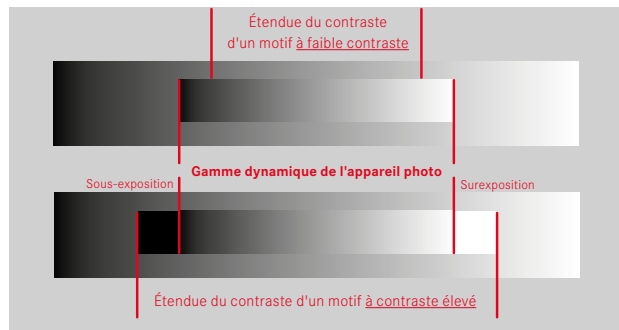 Étendue du contraste
d'un motif à faible contraste
Gamme dynamique de l'appareil photo
Sous-exposition
Surexposition
Étendue du contraste d'un motif à contraste élevé